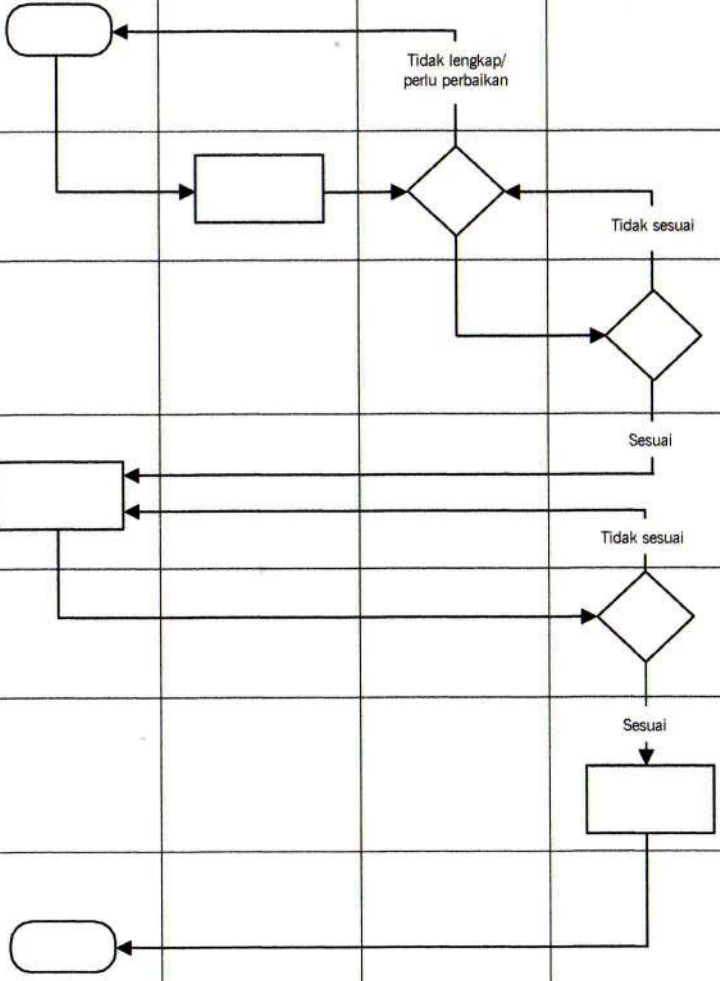 Tidak lengkap/
perlu perbaikan
Tidak sesuai
Sesuai
Tidak sesuai
Sesuai